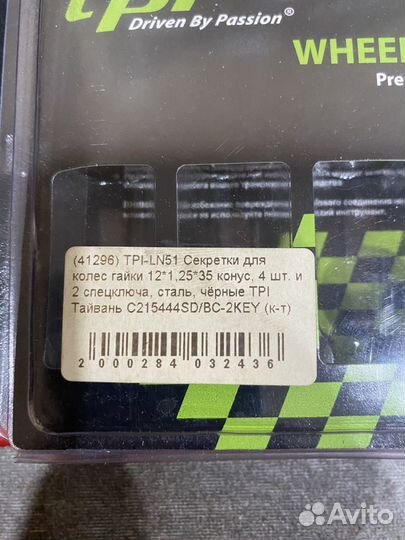 tpi
Driven By Passion®
WHEEL
Pre
(41296) TPI-LN51 Секретки для
колес гайки 12*1,25*35 конус, 4 шт. и
2 спецключа, сталь, чёрные TPI
Тайвань C215444SD/BC-2KEY (к-т)
2 000284 032436
Avito